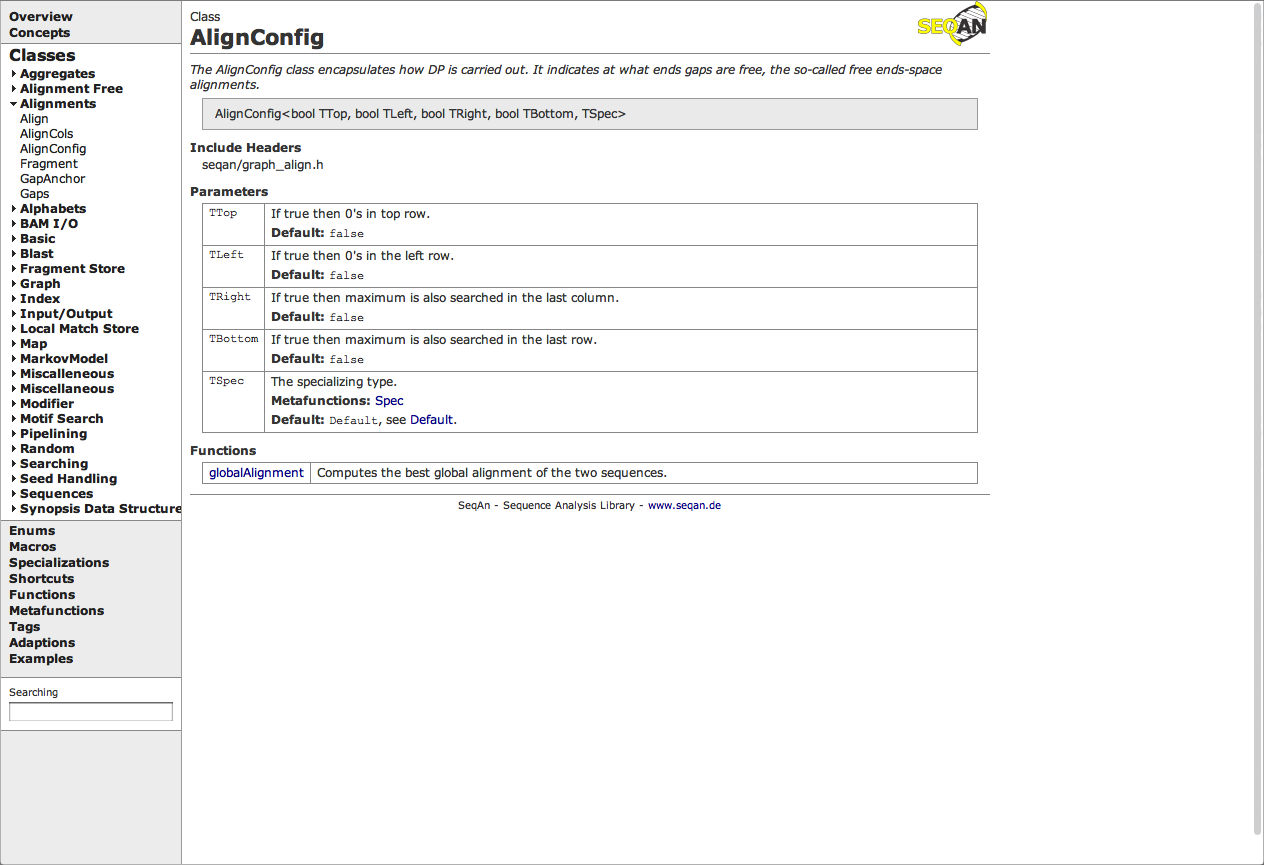 Overview
Concepts
Classes
Aggregates
Alignment Free
Alignments
Align
AlignCols
AlignConfig
Fragment
GapAnchor
Gaps
Alphabets
BAM I/O
Basic
Blast
Fragment Store
Graph
Index
Input/Output
Local Match Store
Map
MarkovModel
Miscalleneous
Miscellaneous
Modifier
Motif Search
Pipelining
Random
Searching
Seed Handling
Sequences
Synopsis Data Structure
Enums
Macros
Specializations
Shortcuts
Functions
Metafunctions
Tags
Adaptions
Examples
Searching
Class
AlignConfig
SEQAN
The AlignConfig class encapsulates how DP is carried out. It indicates at what ends gaps are free, the so-called free ends-space
alignments.
AlignConfig<bool TTop, bool TLeft, bool TRight, bool TBottom, TSpec>
Include Headers
seqan/graph_align.h
Parameters
TTop If true then 0's in top row.
Default: false
TLeft If true then 0's in the left row.
Default: false
TRight If true then maximum is also searched in the last column.
Default: false
TBottom If true then maximum is also searched in the last row.
Default: false
TSpec The specializing type.
Metafunctions: Spec
Default: Default, see Default.
Functions
globalAlignment Computes the best global alignment of the two sequences.
SeqAn - Sequence Analysis Library - www.seqan.de